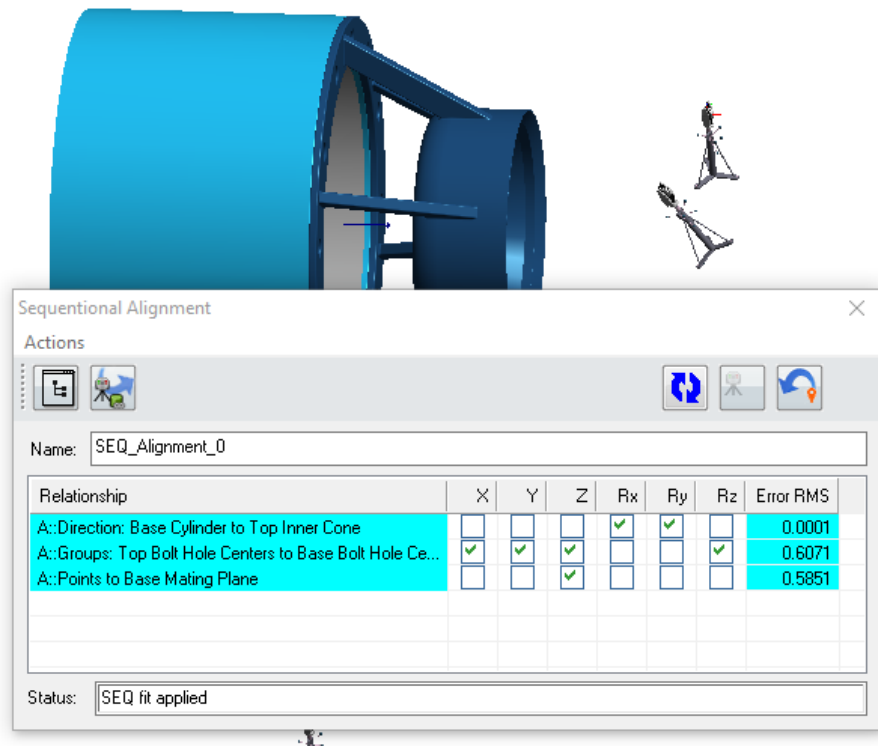 Sequentional Alignment
Actions
Name: SEQ_Alignment_0
Relationship X Y Z Rx Ry Rz Error RMS
A::Direction: Base Cylinder to Top Inner Cone 0.0001
A::Groups: Top Bolt Hole Centers to Base Bolt Hole Ce... 0.6071
A::Points to Base Mating Plane 0.5851
Status: SEQ fit applied